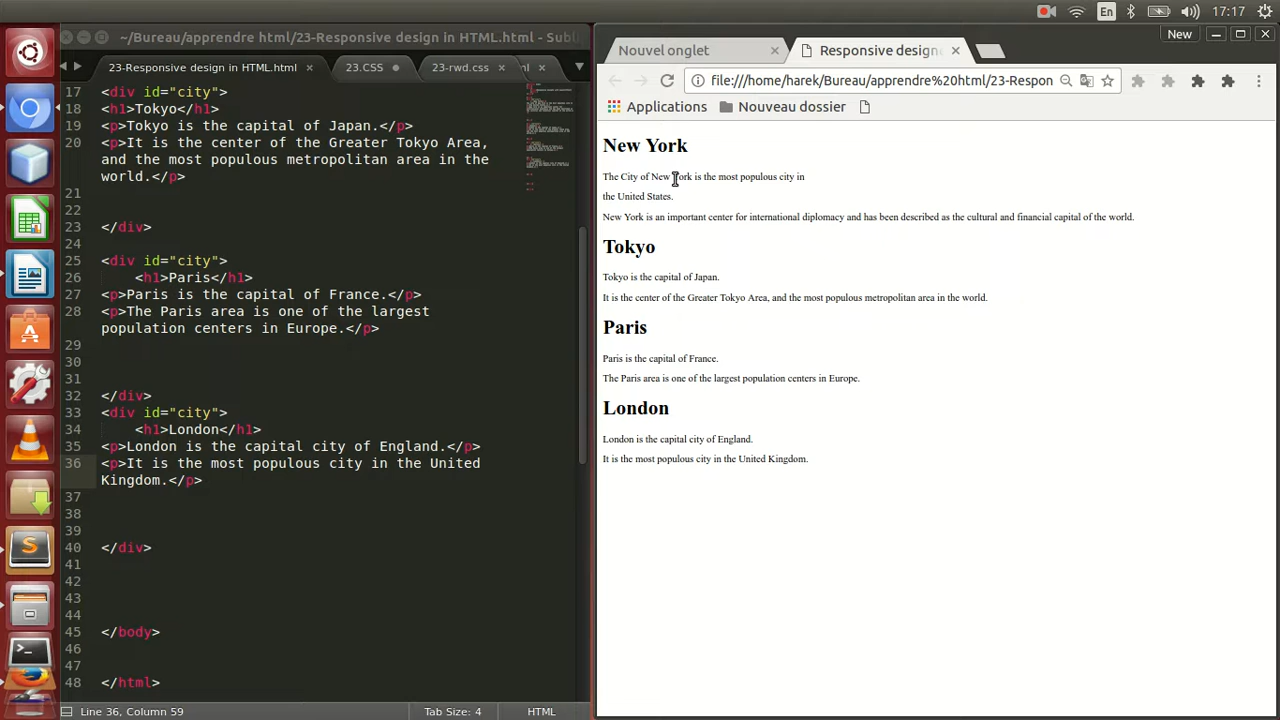 En
17:17
~/Bureau/apprendre html/23-Responsive design in HTML.html - Subl
New
23-Responsive design in HTML.html
23.CSS
23-rwd.css
Nouvel onglet
Responsive design
file:///home/harek/Bureau/apprendre%20html/23-Respon
Applications
Nouveau dossier
17 <div id="city">
18 <h1>Tokyo</h1>
19 <p>Tokyo is the capital of Japan.</p>
20 <p>It is the center of the Greater Tokyo Area,
and the most populous metropolitan area in the
world.</p>
21
22
23 </div>
24
25 <div id="city">
26 <h1>Paris</h1>
27 <p>Paris is the capital of France.</p>
28 <p>The Paris area is one of the largest
population centers in Europe.</p>
29
30
31
32 </div>
33 <div id="city">
34 <h1>London</h1>
35 <p>London is the capital city of England.</p>
36 <p>It is the most populous city in the United
Kingdom.</p>
37
38
39
40 </div>
41
42
43
44
45 </body>
46
47
48 </html>
Line 36, Column 59
Tab Size: 4
HTML
New York
The City of New York is the most populous city in
the United States.
New York is an important center for international diplomacy and has been described as the cultural and financial capital of the world.
Tokyo
Tokyo is the capital of Japan.
It is the center of the Greater Tokyo Area, and the most populous metropolitan area in the world.
Paris
Paris is the capital of France.
The Paris area is one of the largest population centers in Europe.
London
London is the capital city of England.
It is the most populous city in the United Kingdom.